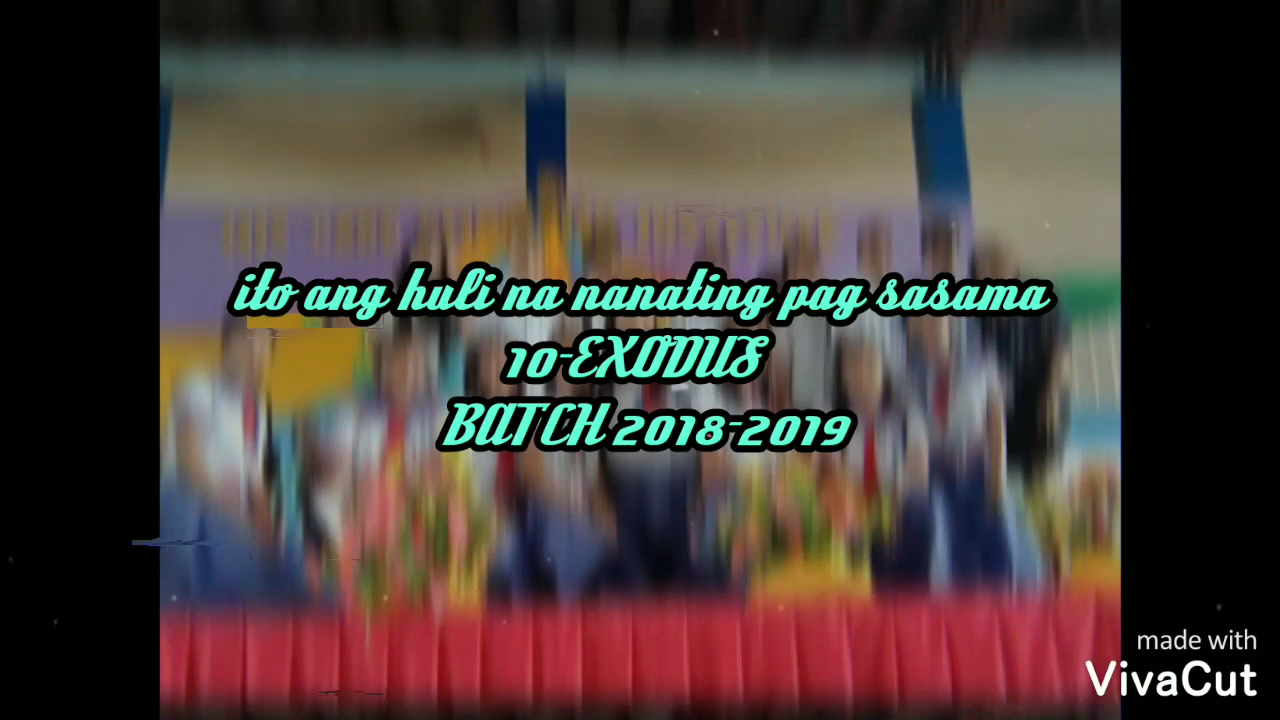 ito ang huli na nanating pag sasama
10-EXODUS
BATCH 2018-2019
made with
VivaCut